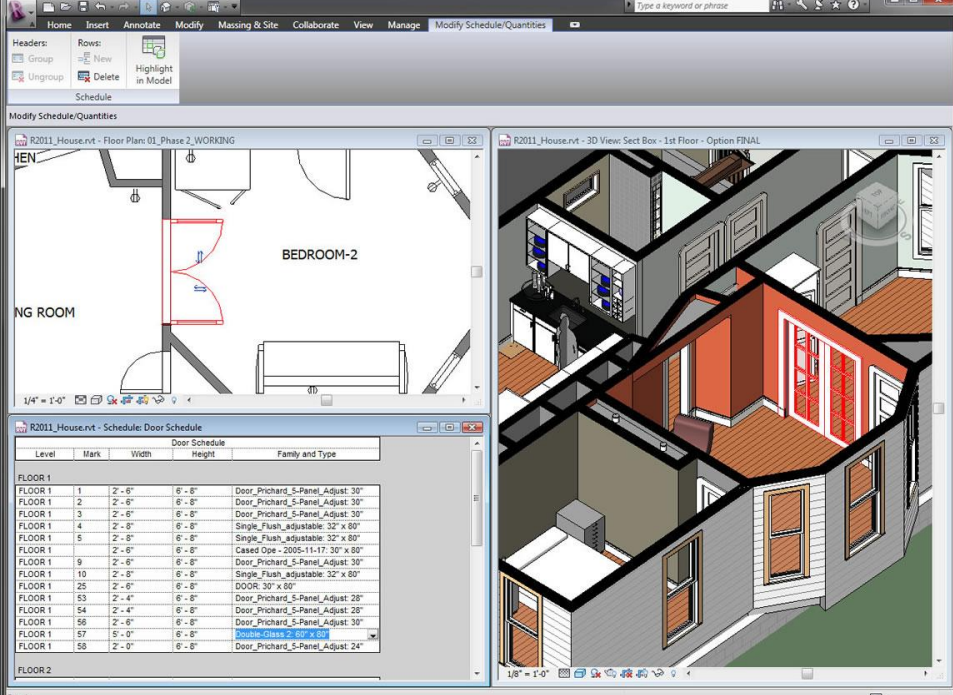 Type a keyword or phrase
Home Insert Annotate Modify Massing & Site Collaborate View Manage Modify Schedule/Quantities
Headers: Rows:
Group New
Ungroup Delete Highlight in Model
Schedule
Modify Schedule/Quantities
R2011_House.rvt - Floor Plan: 01_Phase 2_WORKING
HEN
BEDROOM-2
NG ROOM
1/4" = 1'-0"
R2011_House.rvt - 3D View: Sect Box - 1st Floor - Option FINAL
1/8" = 1'-0"
R2011_House.rvt - Schedule: Door Schedule
Door Schedule
Level Mark Width Height Family and Type
FLOOR 1
FLOOR 1 1 2' - 6" 6' - 8" Door_Prichard_5-Panel_Adjust: 30"
FLOOR 1 2 2' - 6" 6' - 8" Door_Prichard_5-Panel_Adjust: 30"
FLOOR 1 3 2' - 6" 6' - 8" Door_Prichard_5-Panel_Adjust: 30"
FLOOR 1 4 2' - 8" 6' - 8" Single_Flush_adjustable: 32" x 80"
FLOOR 1 5 2' - 8" 6' - 8" Single_Flush_adjustable: 32" x 80"
FLOOR 1 2' - 6" 6' - 8" Cased Ope - 2005-11-17: 30" x 80"
FLOOR 1 9 2' - 6" 6' - 8" Door_Prichard_5-Panel_Adjust: 30"
FLOOR 1 10 2' - 8" 6' - 8" Single_Flush_adjustable: 32" x 80"
FLOOR 1 25 2' - 6" 6' - 8" DOOR: 30" x 80"
FLOOR 1 53 2' - 4" 6' - 8" Door_Prichard_5-Panel_Adjust: 28"
FLOOR 1 54 2' - 4" 6' - 8" Door_Prichard_5-Panel_Adjust: 28"
FLOOR 1 56 2' - 6" 6' - 8" Door_Prichard_5-Panel_Adjust: 30"
FLOOR 1 57 5' - 0" 6' - 8" Double-Glass 2: 60" x 80"
FLOOR 1 58 2' - 0" 6' - 8" Door_Prichard_5-Panel_Adjust: 24"
FLOOR 2